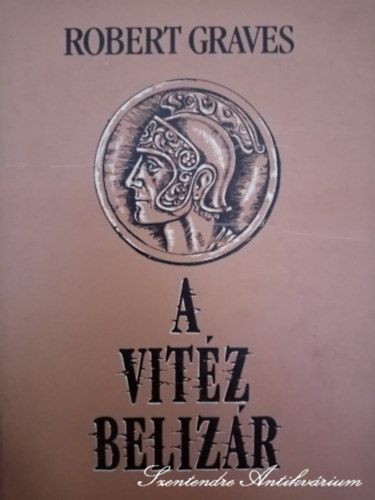 ROBERT GRAVES
A
VITÉZ
BELIZÁR
Szentendre Antikvárium